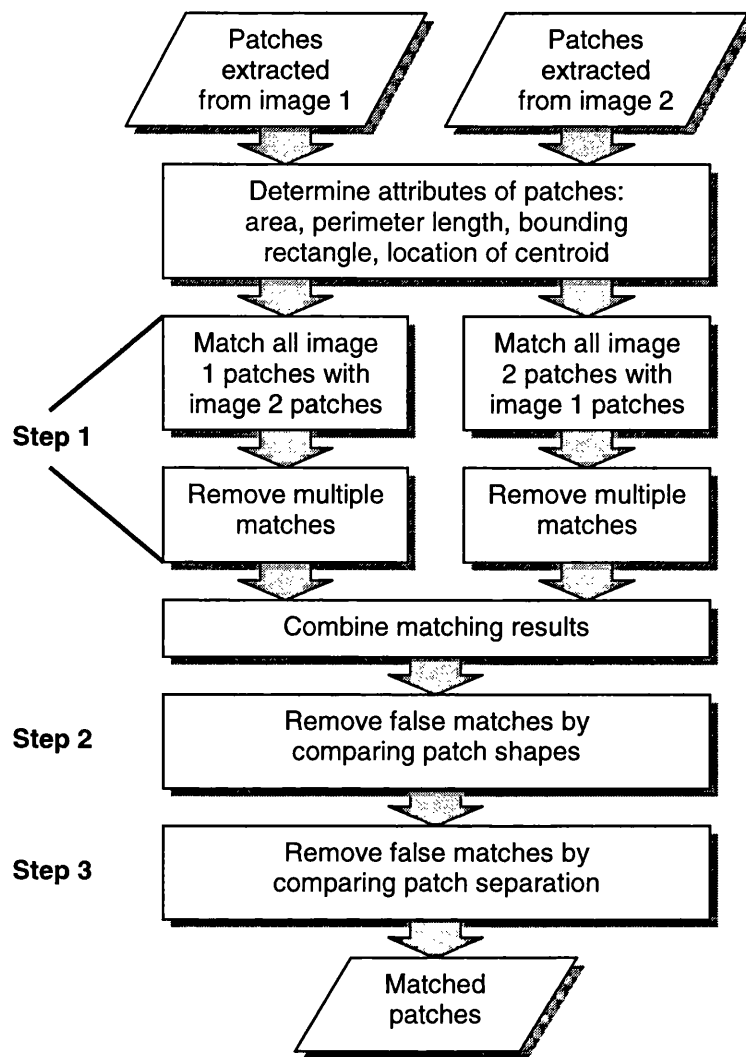 Patches
extracted
from image 1
Patches
extracted
from image 2
Determine attributes of patches:
area, perimeter length, bounding
rectangle, location of centroid
Step 1
Match all image
1 patches with
image 2 patches
Match all image
2 patches with
image 1 patches
Remove multiple
matches
Remove multiple
matches
Combine matching results
Step 2
Remove false matches by
comparing patch shapes
Step 3
Remove false matches by
comparing patch separation
Matched
patches